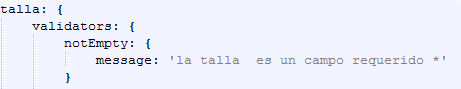 talla: {
validators: {
notEmpty: {
message: 'la talla  es un campo requerido *'
}